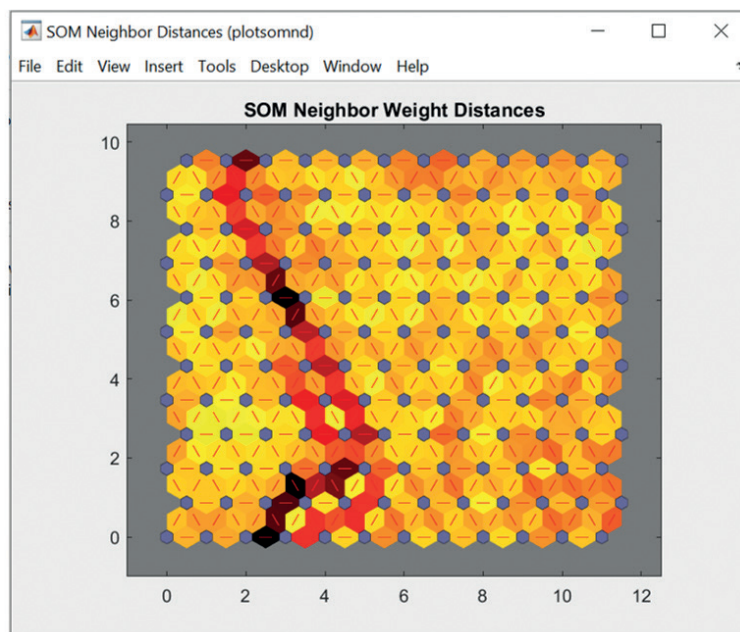 SOM Neighbor Distances (plotsomnd)
File Edit View Insert Tools Desktop Window Help
SOM Neighbor Weight Distances
10
8
6
4
2
0
0 2 4 6 8 10 12